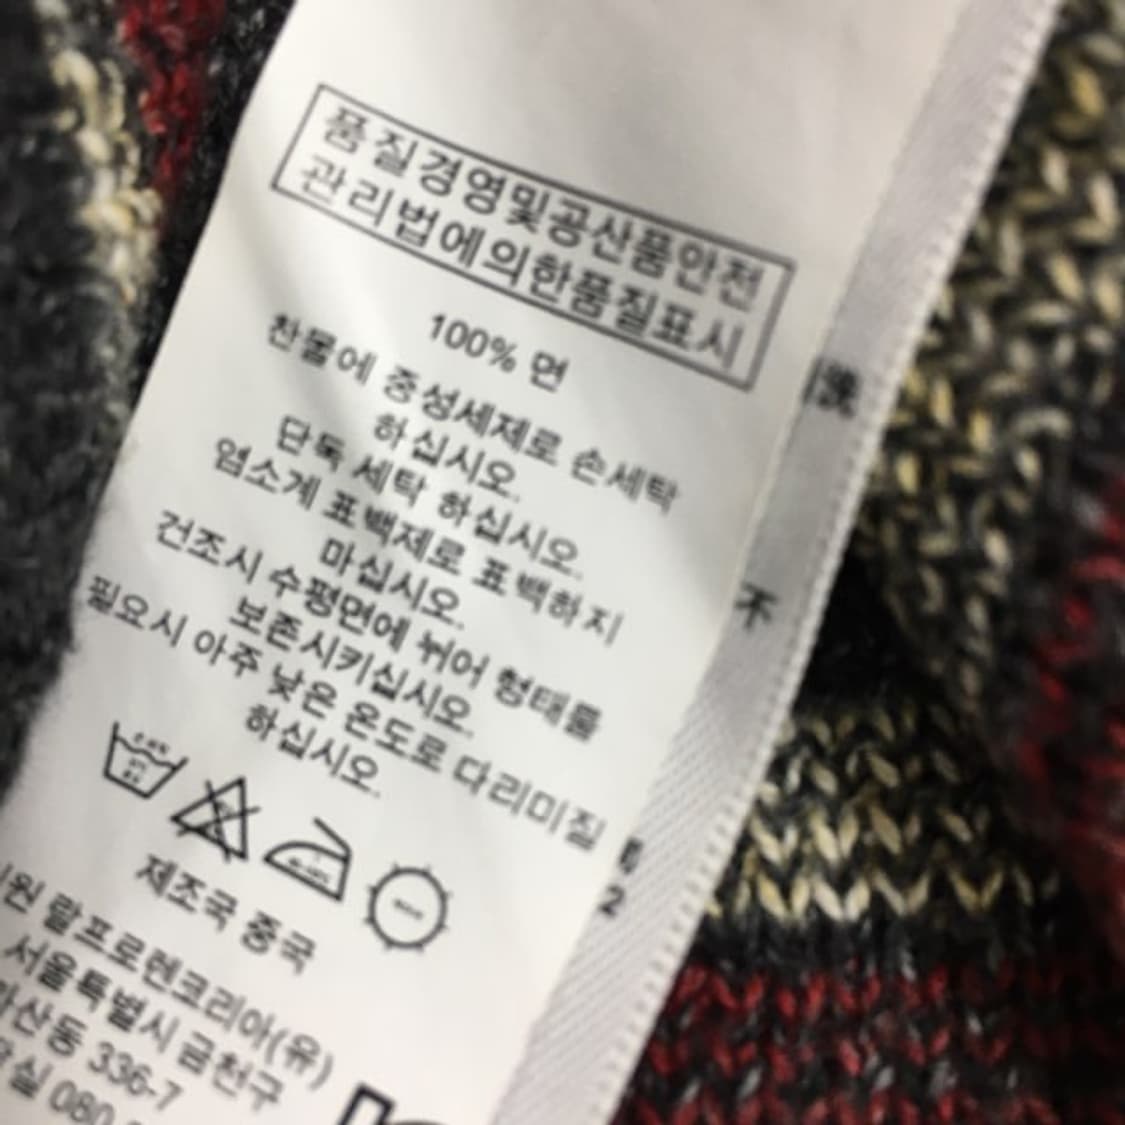 품질경영및공산품안전
관리법에의한품질표시
100% 면
찬물에 중성세제로 손세탁
하십시오.
단독 세탁 하십시오.
염소계 표백제로 표백하지
마십시오.
건조시 수평면에 뉘어 형태를
보존시키십시오.
필요시 아주 낮은 온도로 다리미질
하십시오.
제조국 중국
원 랄프로렌코리아(유)
서울특별시 금천구
산동 336-7
실 080
洗
不
2